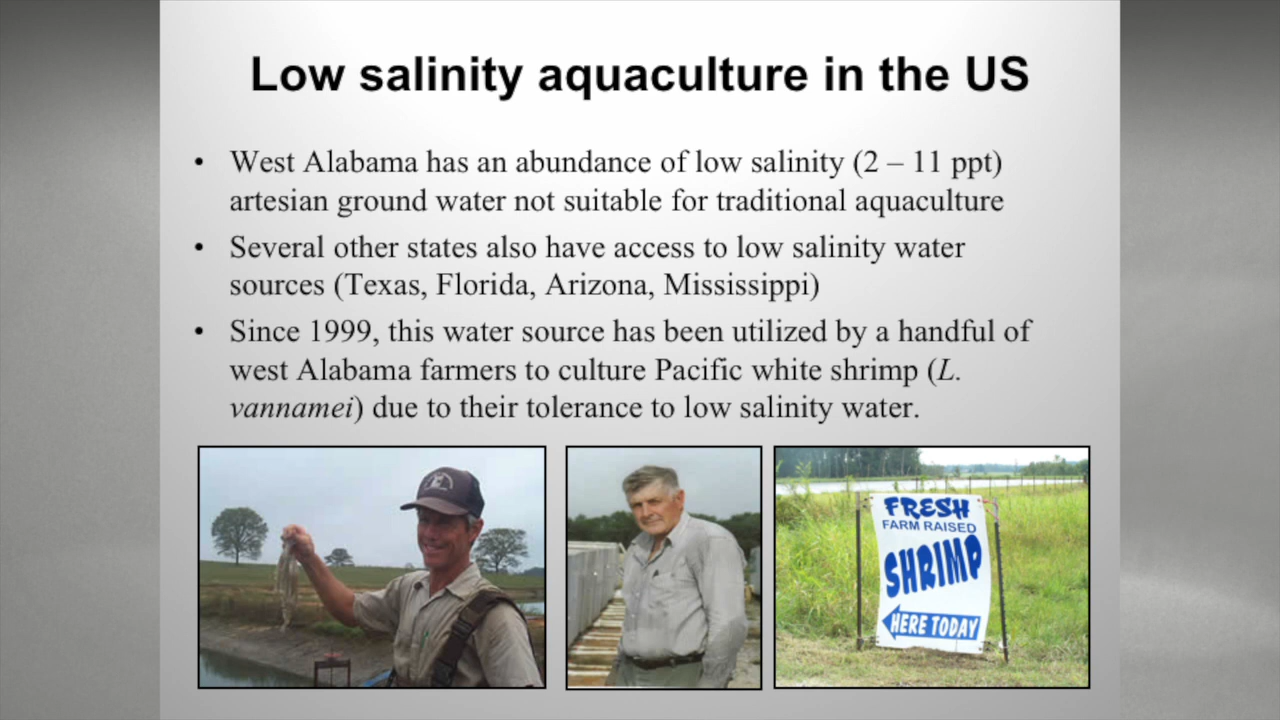 Low salinity aquaculture in the US
• West Alabama has an abundance of low salinity (2 – 11 ppt)
artesian ground water not suitable for traditional aquaculture
• Several other states also have access to low salinity water
sources (Texas, Florida, Arizona, Mississippi)
• Since 1999, this water source has been utilized by a handful of
west Alabama farmers to culture Pacific white shrimp (L.
vannamei) due to their tolerance to low salinity water.
FRESH
FARM RAISED
SHRIMP
HERE TODAY